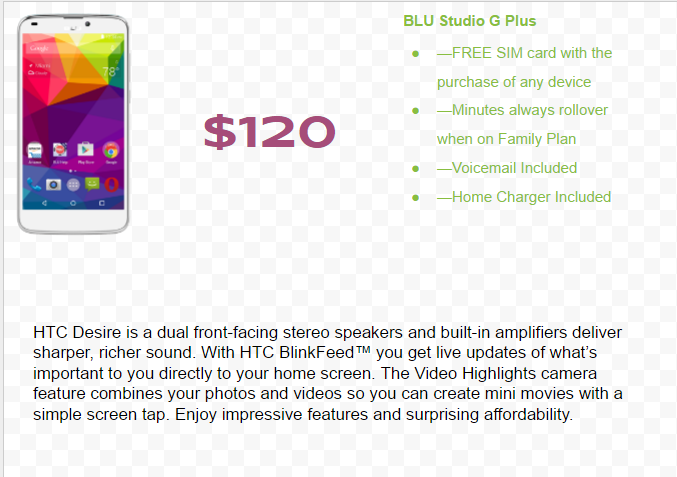 BLU Studio G Plus
● —FREE SIM card with the
purchase of any device
● —Minutes always rollover
when on Family Plan
● —Voicemail Included
● —Home Charger Included
$120
Google
78°
Play Store
HTC Desire is a dual front-facing stereo speakers and built-in amplifiers deliver
sharper, richer sound. With HTC BlinkFeed™ you get live updates of what’s
important to you directly to your home screen. The Video Highlights camera
feature combines your photos and videos so you can create mini movies with a
simple screen tap. Enjoy impressive features and surprising affordability.